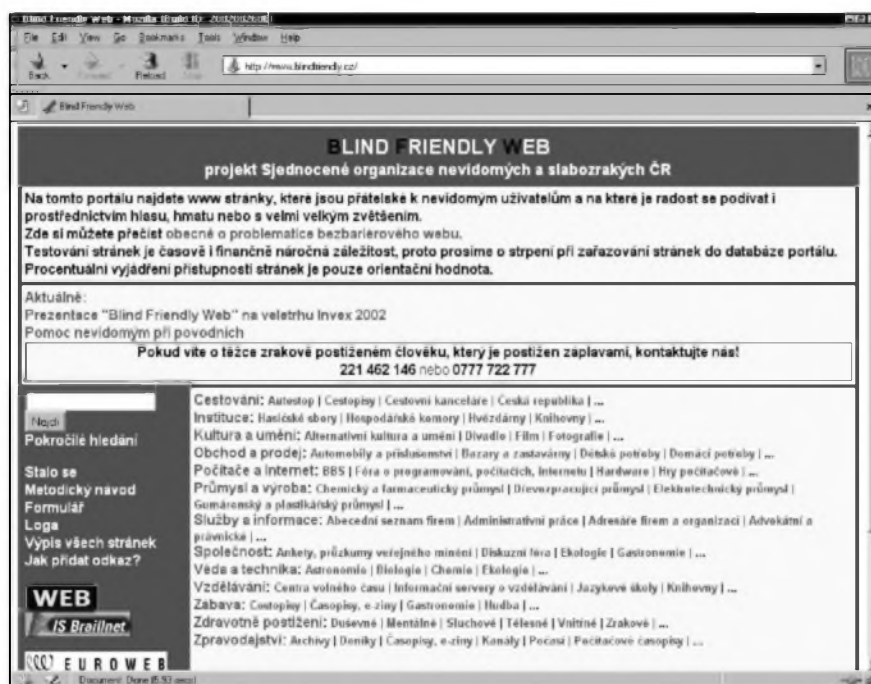 Blind Friendly Web - Mozilla {Build ID:
File Edit View Go Bookmarks Tools Window Help
Back Reload
http://www.blindfriendly.cz/
Blind Friendly Web
BLIND FRIENDLY WEB
projekt Sjednocené organizace nevidomých a slabozrakých ČR
Na tomto portálu najdete www stránky, které jsou přátelské k nevidomým uživatelům a na které je radost se podívat i
prostřednictvím hlasu, hmatu nebo s velmi velkým zvětšením.
Zde si můžete přečíst obecně o problematice bezbariérového webu.
Testování stránek je časově i finančně náročná záležitost, proto prosíme o strpení při zařazování stránek do databáze portálu.
Procentuální vyjádření přístupnosti stránek je pouze orientační hodnota.
Aktuálně:
Prezentace "Blind Friendly Web" na veletrhu Invex 2002
Pomoc nevidomým při povodních
Pokud víte o těžce zrakově postiženém člověku, který je postižen záplavami, kontaktujte nás!
221 462 146 nebo 0777 722 777
Najdi
Pokročilé hledání
Stalo se
Metodický návod
Formulář
Loga
Výpis všech stránek
Jak přidat odkaz?
WEB
IS Braillnet
EUROWEB
Cestování: Autostop | Cestopisy | Cestovní kanceláře | Česká republika | ...
Instituce: Hasičské sbory | Hospodářské komory | Hvězdárny | Knihovny | ...
Kultura a umění: Alternativní kultura a umění | Divadlo | Film | Fotografie | ...
Obchod a prodej: Automobily a příslušenství | Bazary a zastavárny | Dětské potřeby | Domácí potřeby | ...
Počítače a Internet: BBS | Fóra o programování, počítačích, internetu | Hardware | Hry počítačové | ...
Průmysl a výroba: Chemický a farmaceutický průmysl | Dřevozpracující průmysl | Elektrotechnický průmysl |
Gumárenský a plastikářský průmysl | ...
Služby a informace: Abecední seznam firem | Administrativní práce | Adresáře firem a organizací | Advokátní a
právnické | ...
Společnost: Ankety, průzkumy veřejného mínění | Diskuzní fóra | Ekologie | Gastronomie | ...
Věda a technika: Astronomie | Biologie | Chemie | Ekologie | ...
Vzdělávání: Centra volného času | Informační servery o vzdělávání | Jazykové školy | Knihovny | ...
Zábava: Cestopisy | Časopisy, e-ziny | Gastronomie | Hudba | ...
Zdravotně postižení: Duševně | Mentálně | Sluchově | Tělesně | Vnitřně | Zrakově | ...
Zpravodajství: Archivy | Deníky | Časopisy, e-ziny | Kanály | Počasí | Počítačové časopisy | ...
Document: Done